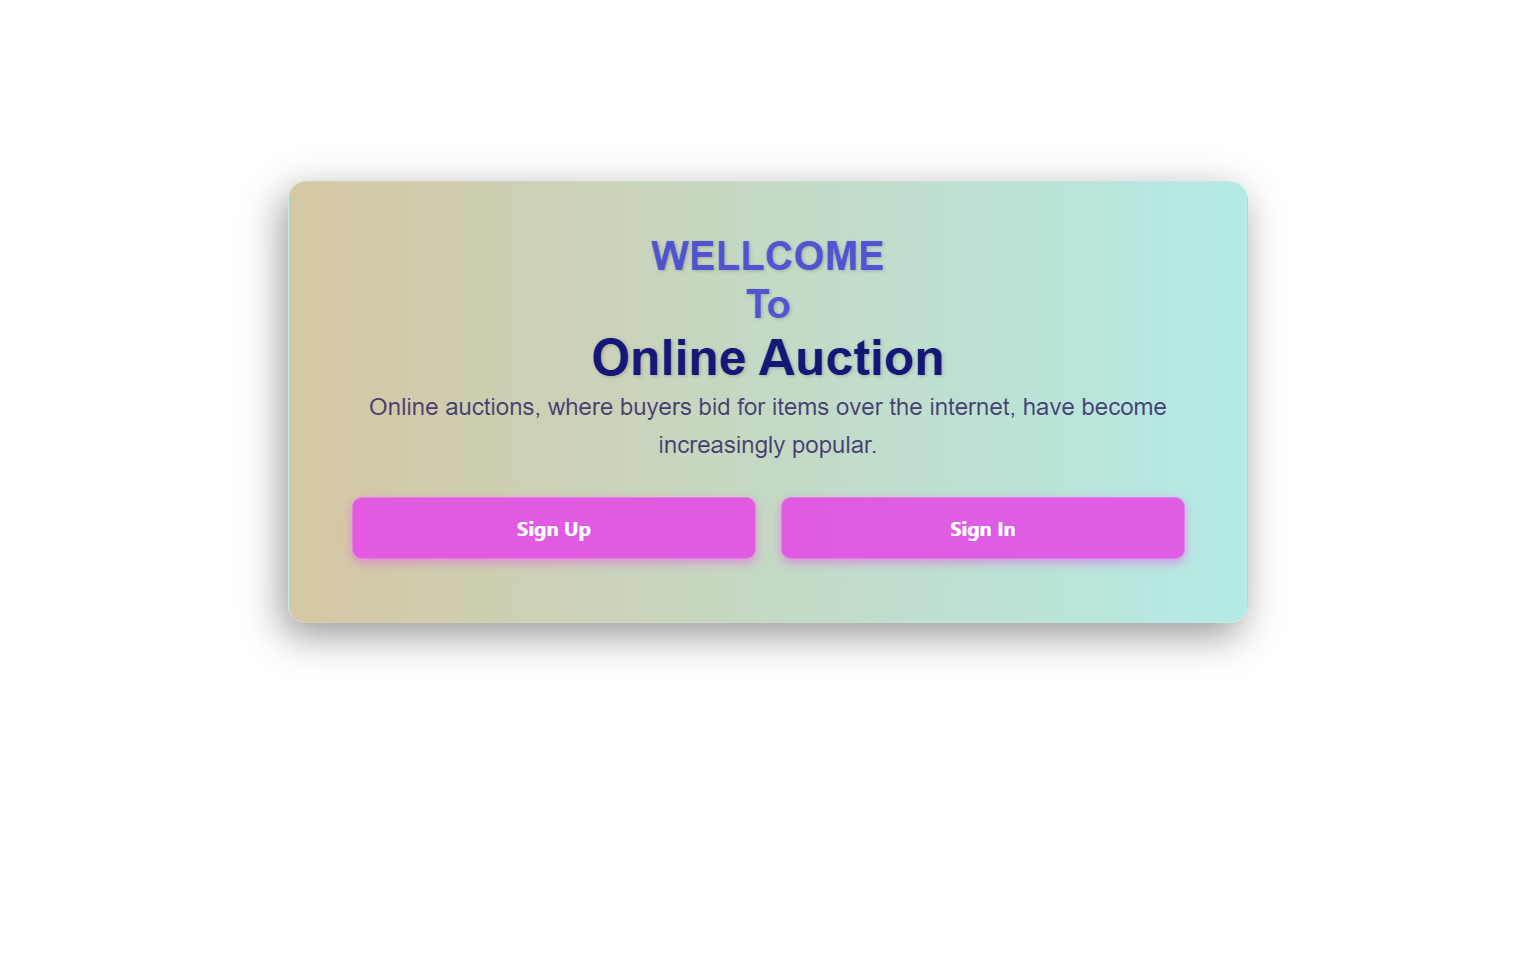 WELLCOME
To
Online Auction
Online auctions, where buyers bid for items over the internet, have become
increasingly popular.
Sign Up
Sign In